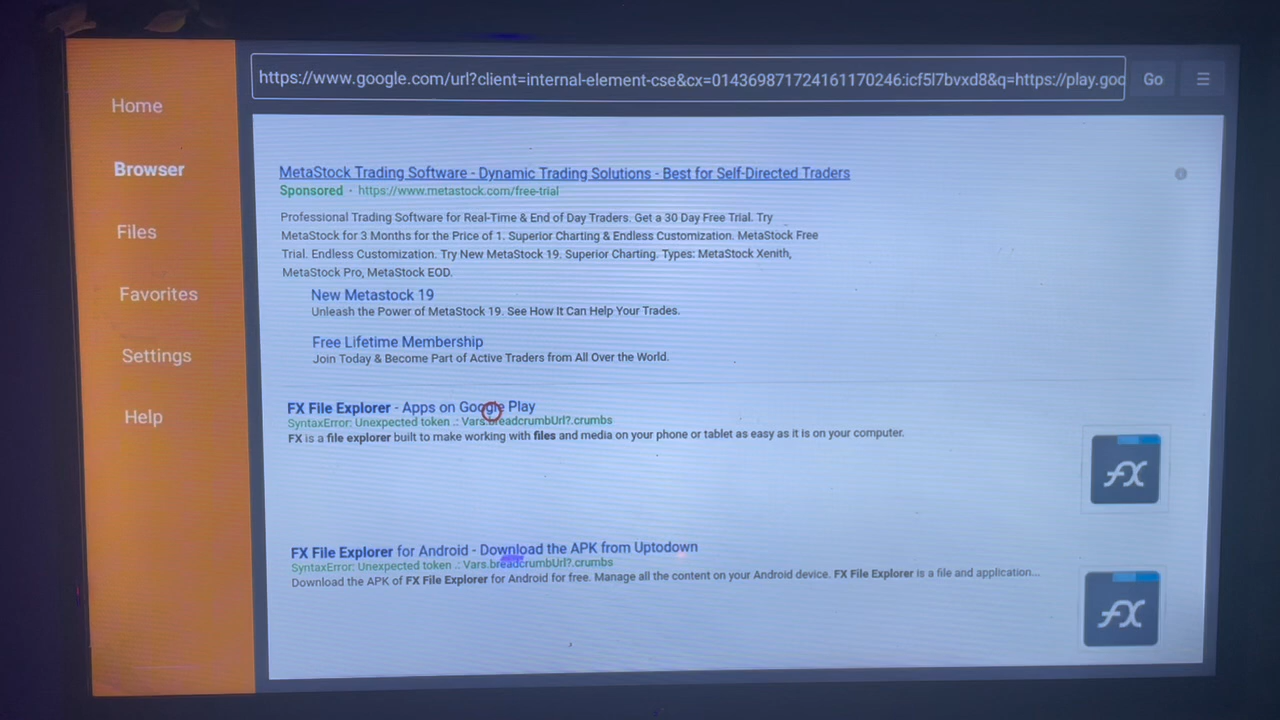 https://www.google.com/url?client=internal-element-cse&cx=014369871724161170246:icf5l7bvxd8&q=https://play.goo
Go
Home
Browser
Files
Favorites
Settings
Help
MetaStock Trading Software - Dynamic Trading Solutions - Best for Self-Directed Traders
Sponsored · https://www.metastock.com/free-trial
Professional Trading Software for Real-Time & End of Day Traders. Get a 30 Day Free Trial. Try
MetaStock for 3 Months for the Price of 1. Superior Charting & Endless Customization. MetaStock Free
Trial. Endless Customization. Try New MetaStock 19. Superior Charting. Types: MetaStock Xenith,
MetaStock Pro, MetaStock EOD.
New Metastock 19
Unleash the Power of MetaStock 19. See How It Can Help Your Trades.
Free Lifetime Membership
Join Today & Become Part of Active Traders from All Over the World.
FX File Explorer - Apps on Google Play
SyntaxError: Unexpected token .: Vars.breadcrumbUrl?.crumbs
FX is a file explorer built to make working with files and media on your phone or tablet as easy as it is on your computer.
FX
FX File Explorer for Android - Download the APK from Uptodown
SyntaxError: Unexpected token .: Vars.breadcrumbUrl?.crumbs
Download the APK of FX File Explorer for Android for free. Manage all the content on your Android device. FX File Explorer is a file and application...
FX